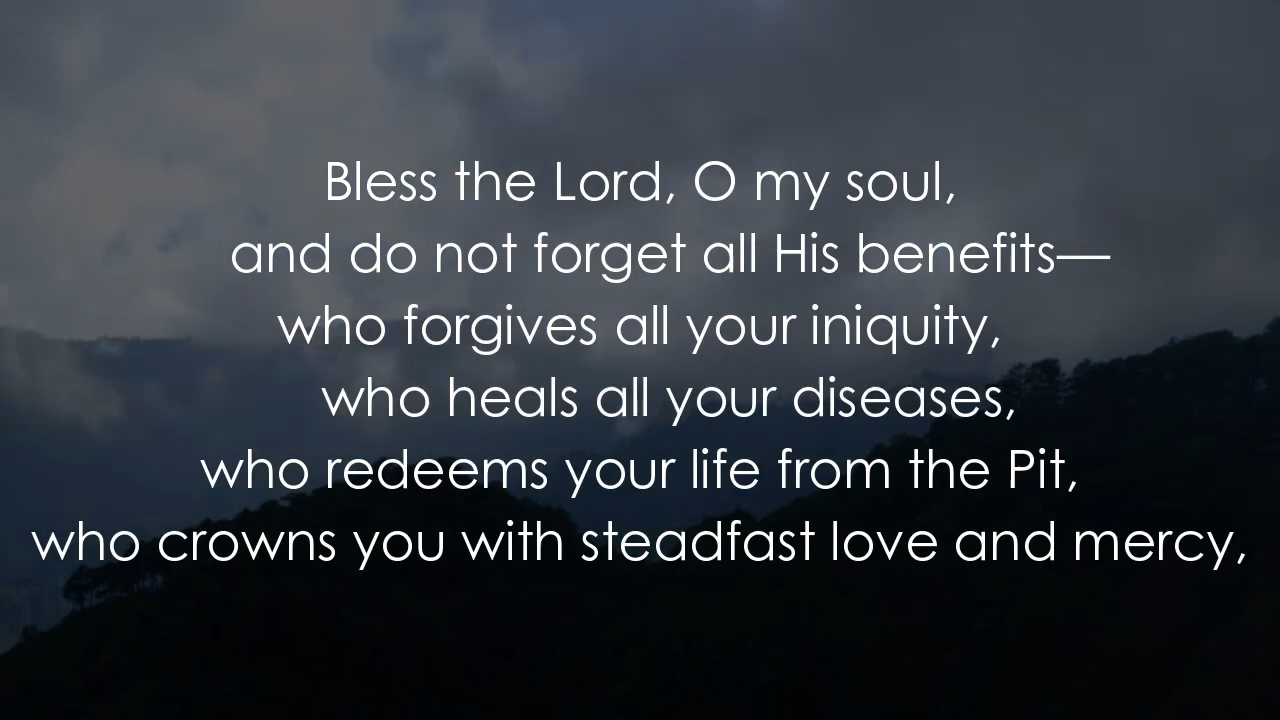 Bless the Lord, O my soul,
and do not forget all His benefits—
who forgives all your iniquity,
who heals all your diseases,
who redeems your life from the Pit,
who crowns you with steadfast love and mercy,